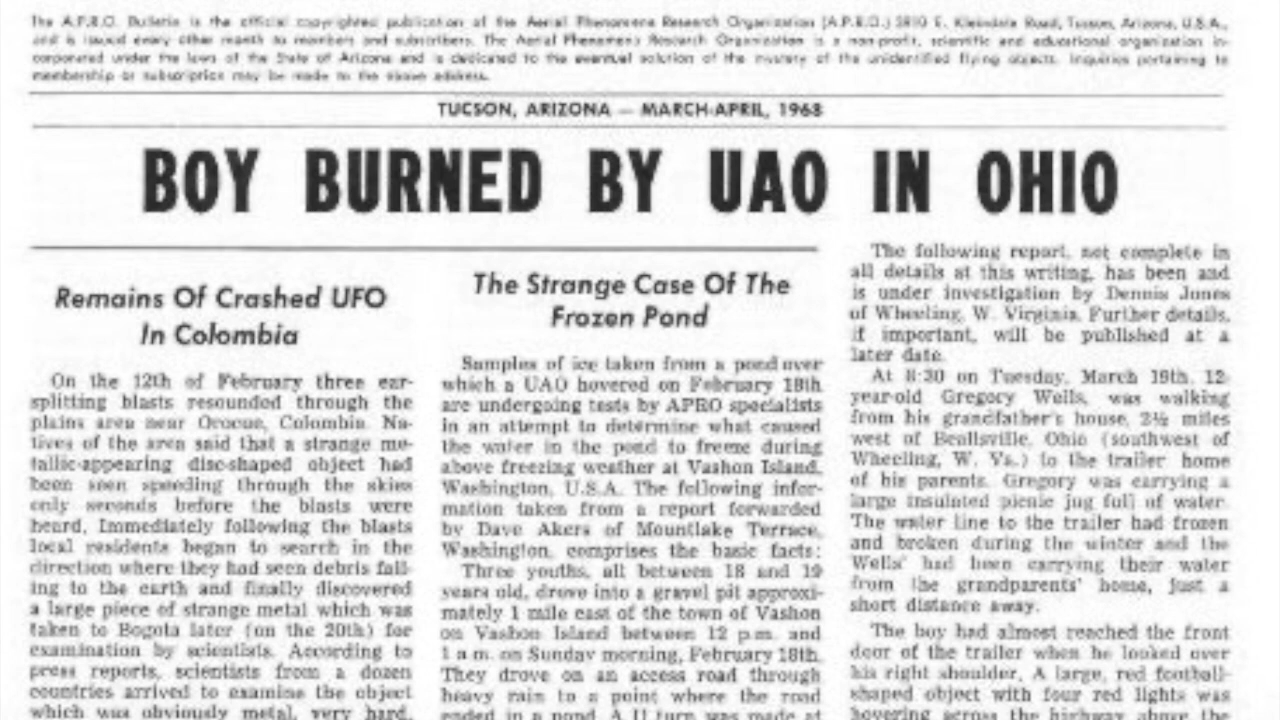 The A.P.R.O. Bulletin is the official copyrighted publication of the Aerial Phenomena Research Organization (A.P.R.O.) 3910 E. Kleindale Road, Tucson, Arizona, U.S.A.,
and is issued every other month to members and subscribers. The Aerial Phenomena Research Organization is a non-profit, scientific and educational organization in-
corporated under the laws of the State of Arizona and is dedicated to the eventual solution of the mystery of the unidentified flying objects. Inquiries pertaining to
membership or subscription may be made to the above address.
TUCSON, ARIZONA — MARCH-APRIL, 1968
BOY BURNED BY UAO IN OHIO
Remains Of Crashed UFO
In Colombia
On the 12th of February three ear-
splitting blasts resounded through the
plains area near Orocue, Colombia. Na-
tives of the area said that a strange me-
tallic-appearing disc-shaped object had
been seen speeding through the skies
only seconds before the blasts were
heard. Immediately following the blasts
local residents began to search in the
direction where they had seen debris fall-
ing to the earth and finally discovered
a large piece of strange metal which was
taken to Bogota later (on the 20th) for
examination by scientists. According to
press reports, scientists from a dozen
countries arrived to examine the object
which was obviously metal, very hard,
The Strange Case Of The
Frozen Pond
Samples of ice taken from a pond over
which a UAO hovered on February 18th
are undergoing tests by APRO specialists
in an attempt to determine what caused
the water in the pond to freeze during
above freezing weather at Vashon Island,
Washington, U.S.A. The following infor-
mation taken from a report forwarded
by Dave Akers of Mountlake Terrace,
Washington, comprises the basic facts:
Three youths, all between 18 and 19
years old, drove into a gravel pit approxi-
mately 1 mile east of the town of Vashon
on Vashon Island between 12 p.m. and
1 a.m. on Sunday morning, February 18th.
They drove on an access road through
heavy rain to a point where the road
ended in a pond. A U turn was made at
The following report, not complete in
all details at this writing, has been and
is under investigation by Dennis Jones
of Wheeling, W. Virginia. Further details,
if important, will be published at a
later date.
At 8:30 on Tuesday, March 19th, 12-
year-old Gregory Wells, was walking
from his grandfather's house, 2½ miles
west of Beallsville, Ohio (southwest of
Wheeling, W. Va.) to the trailer home
of his parents. Gregory was carrying a
large insulated picnic jug full of water.
The water line to the trailer had frozen
and broken during the winter and the
Wells' had been carrying their water
from the grandparents' home, just a
short distance away.
The boy had almost reached the front
door of the trailer when he looked over
his right shoulder. A large, red football-
shaped object with four red lights was
hovering across the highway above the